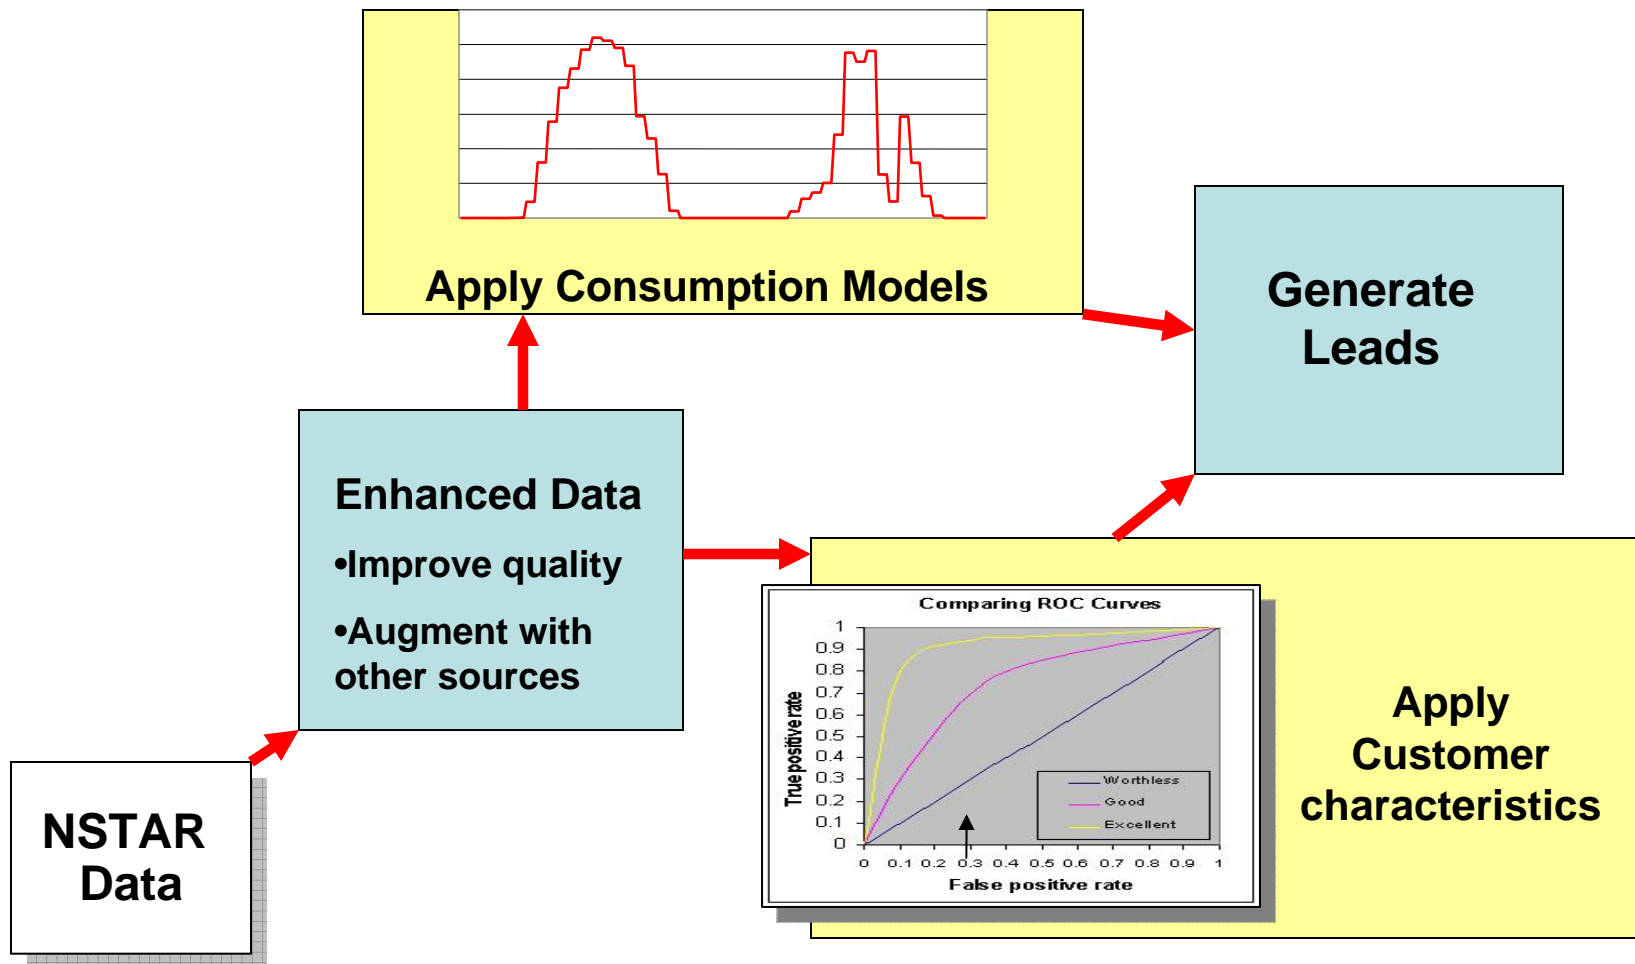 Apply Consumption Models
Generate
Leads
Enhanced Data
•Improve quality
•Augment with
other sources
NSTAR
Data
Comparing ROC Curves
True positive rate
1
0.9
0.8
0.7
0.6
0.5
0.4
0.3
0.2
0.1
0
0 0.1 0.2 0.3 0.4 0.5 0.6 0.7 0.8 0.9 1
False positive rate
Worthless
Good
Excellent
Apply
Customer
characteristics